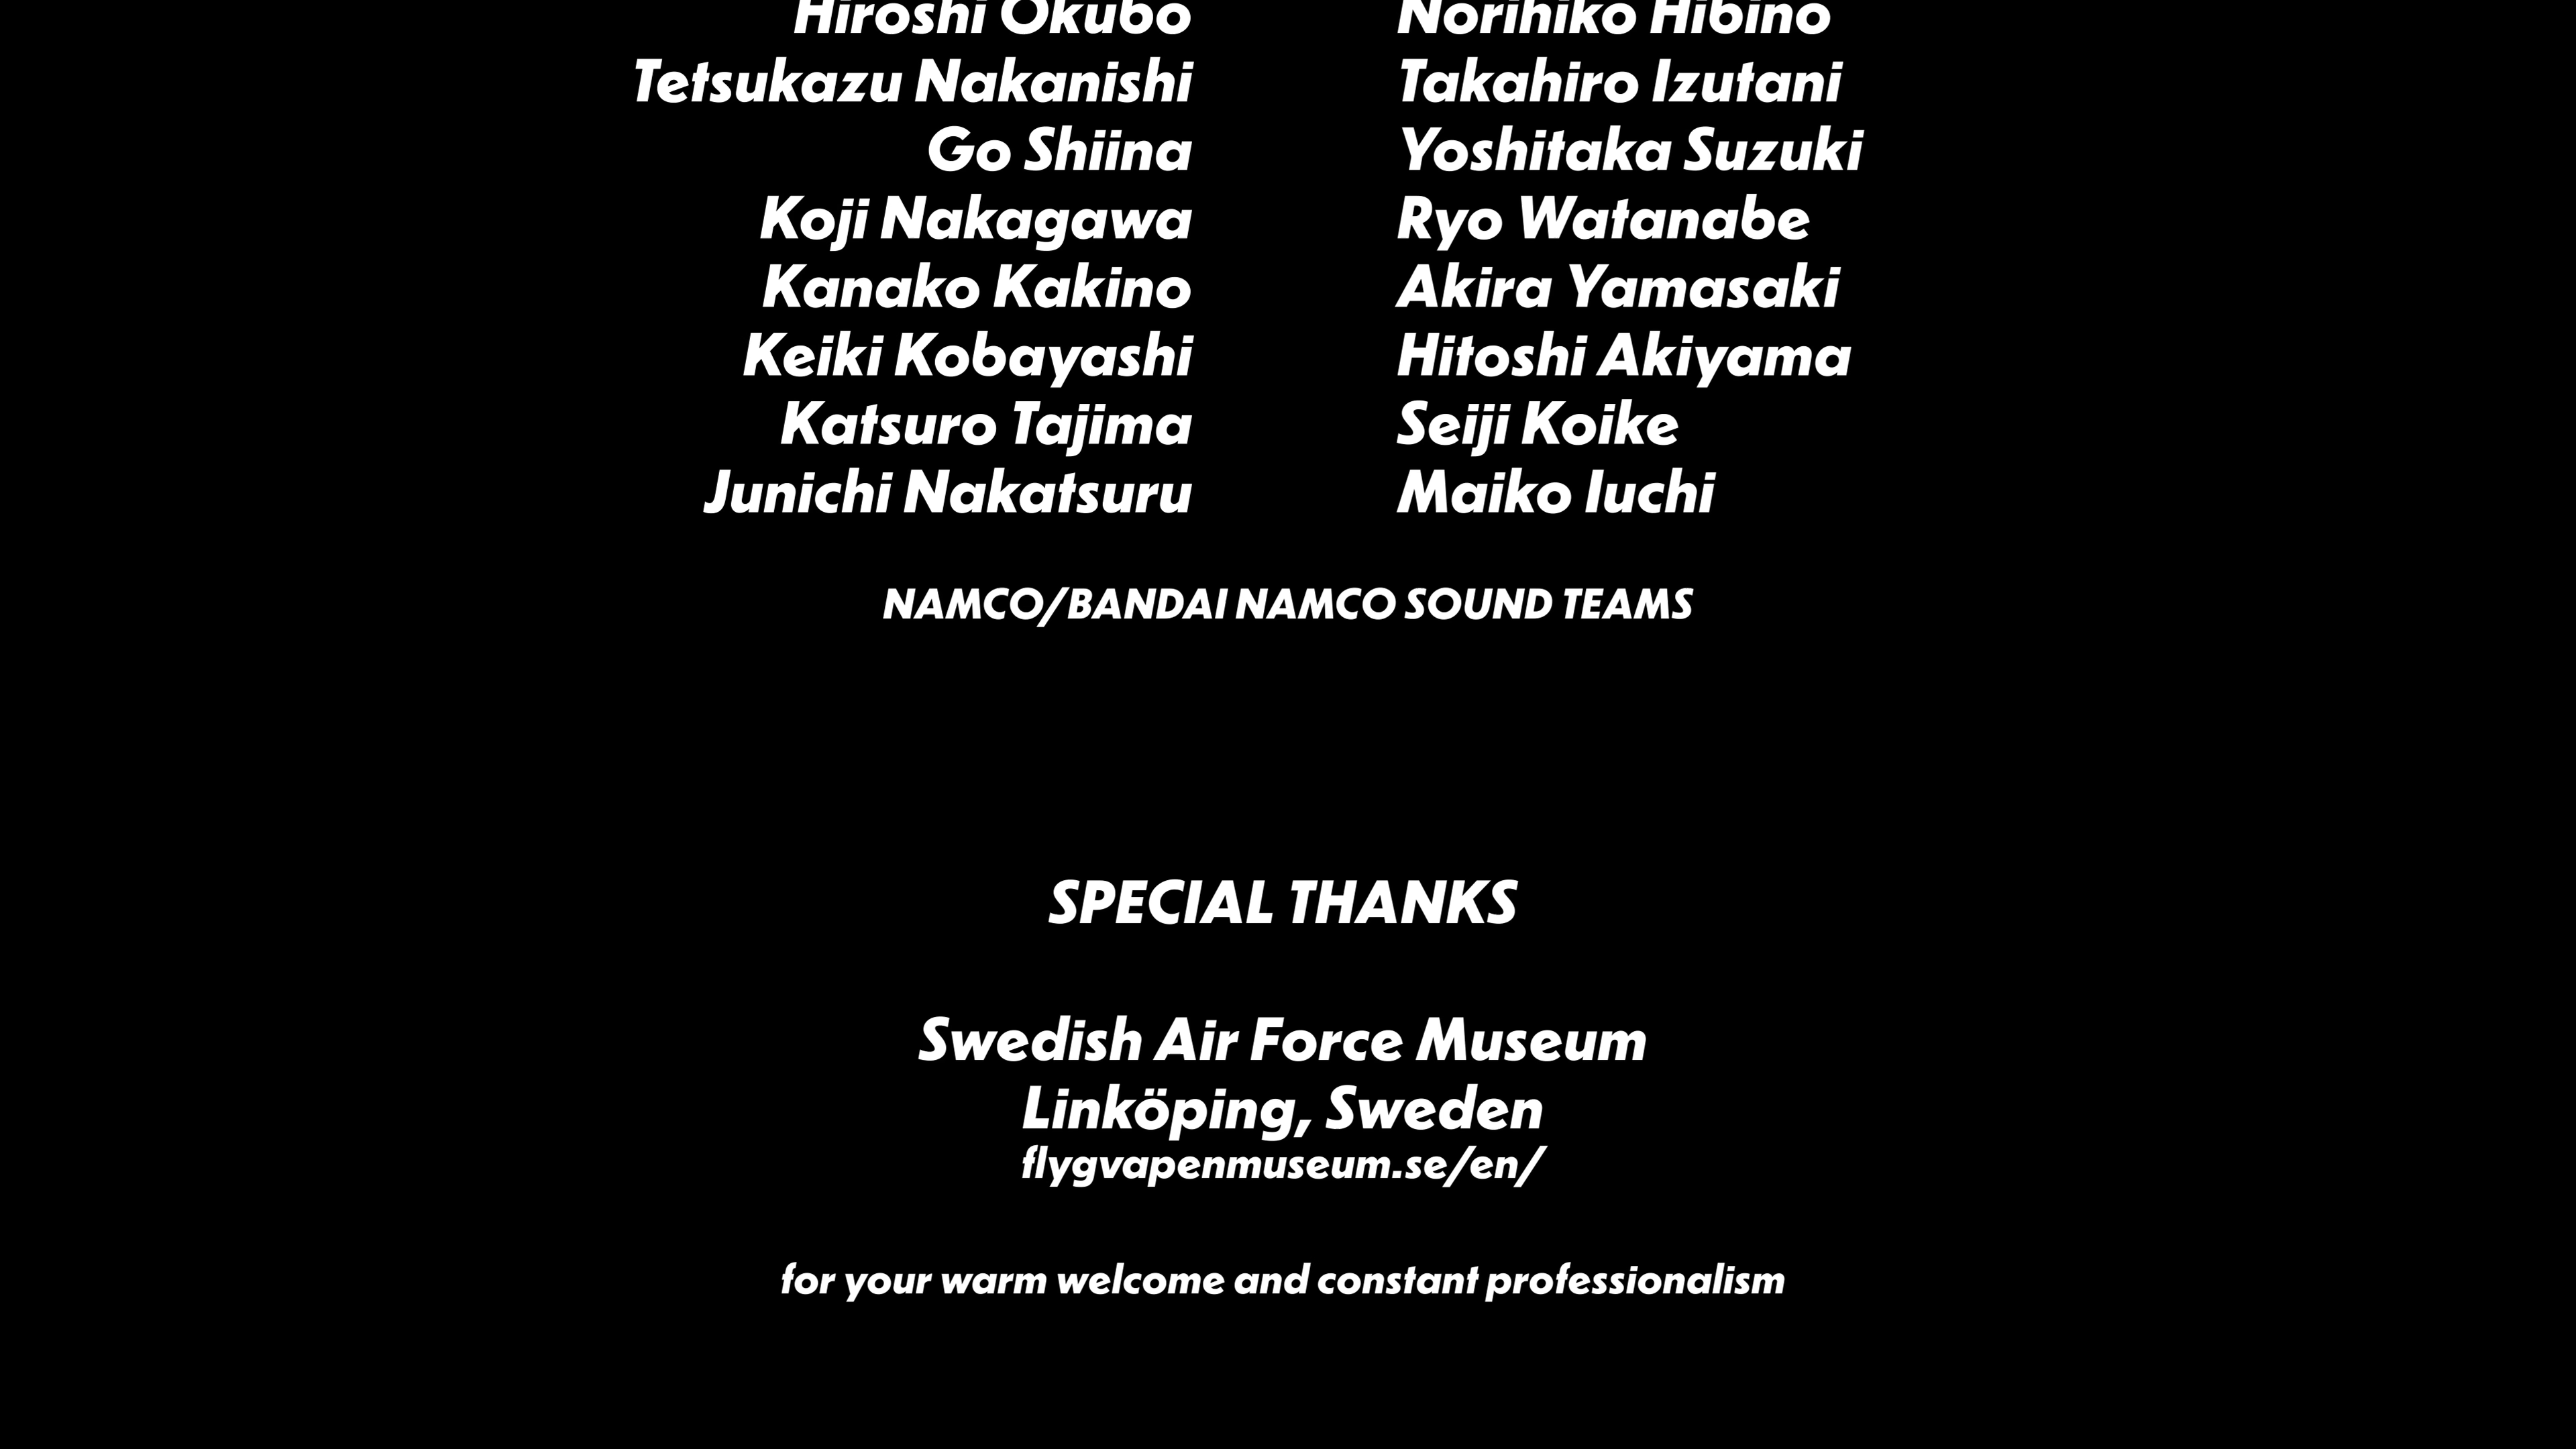 Hiroshi Okubo Norihiko Hibino
Tetsukazu Nakanishi Takahiro Izutani
Go Shiina Yoshitaka Suzuki
Koji Nakagawa Ryo Watanabe
Kanako Kakino Akira Yamasaki
Keiki Kobayashi Hitoshi Akiyama
Katsuro Tajima Seiji Koike
Junichi Nakatsuru Maiko Iuchi
NAMCO/BANDAI NAMCO SOUND TEAMS
SPECIAL THANKS
Swedish Air Force Museum
Linköping, Sweden
flygvapenmuseum.se/en/
for your warm welcome and constant professionalism